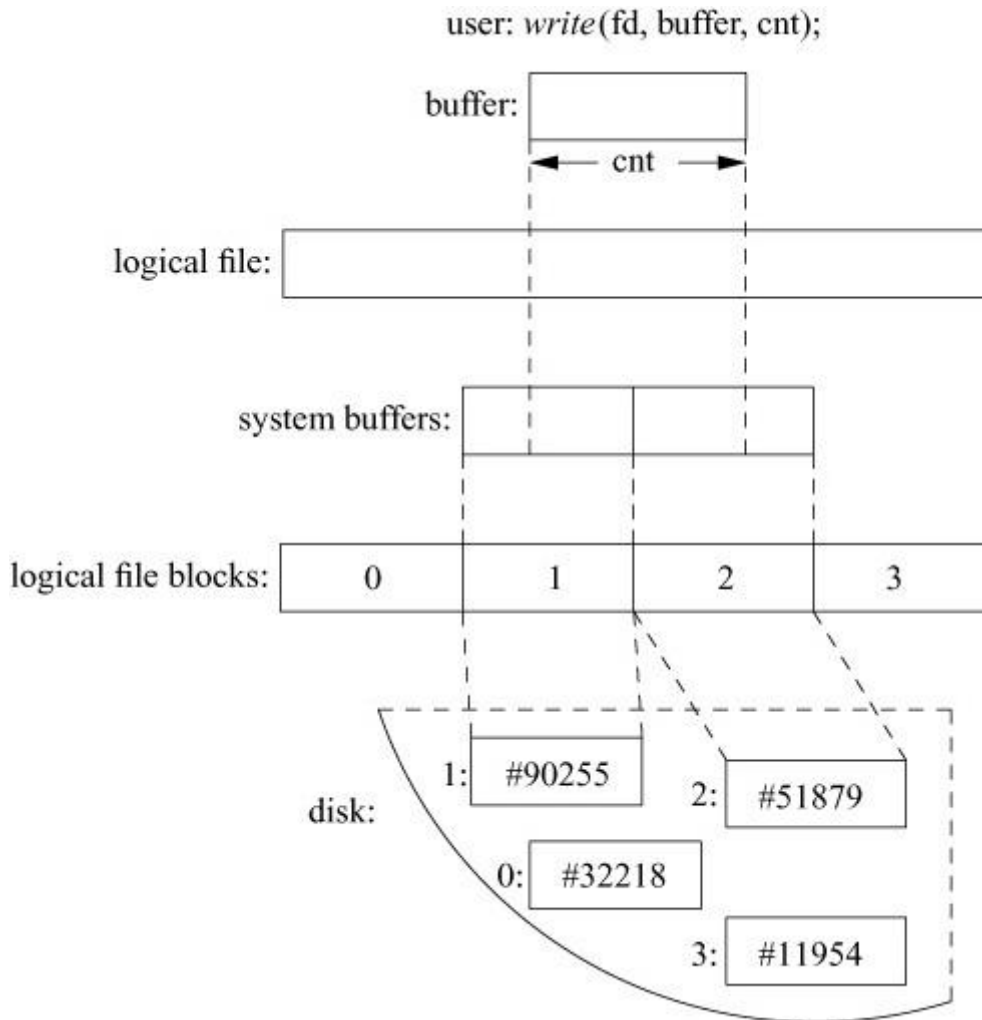 user: write(fd, buffer, cnt);
buffer:
cnt
logical file:
system buffers:
logical file blocks: 0 1 2 3
1: #90255
2: #51879
disk:
0: #32218
3: #11954